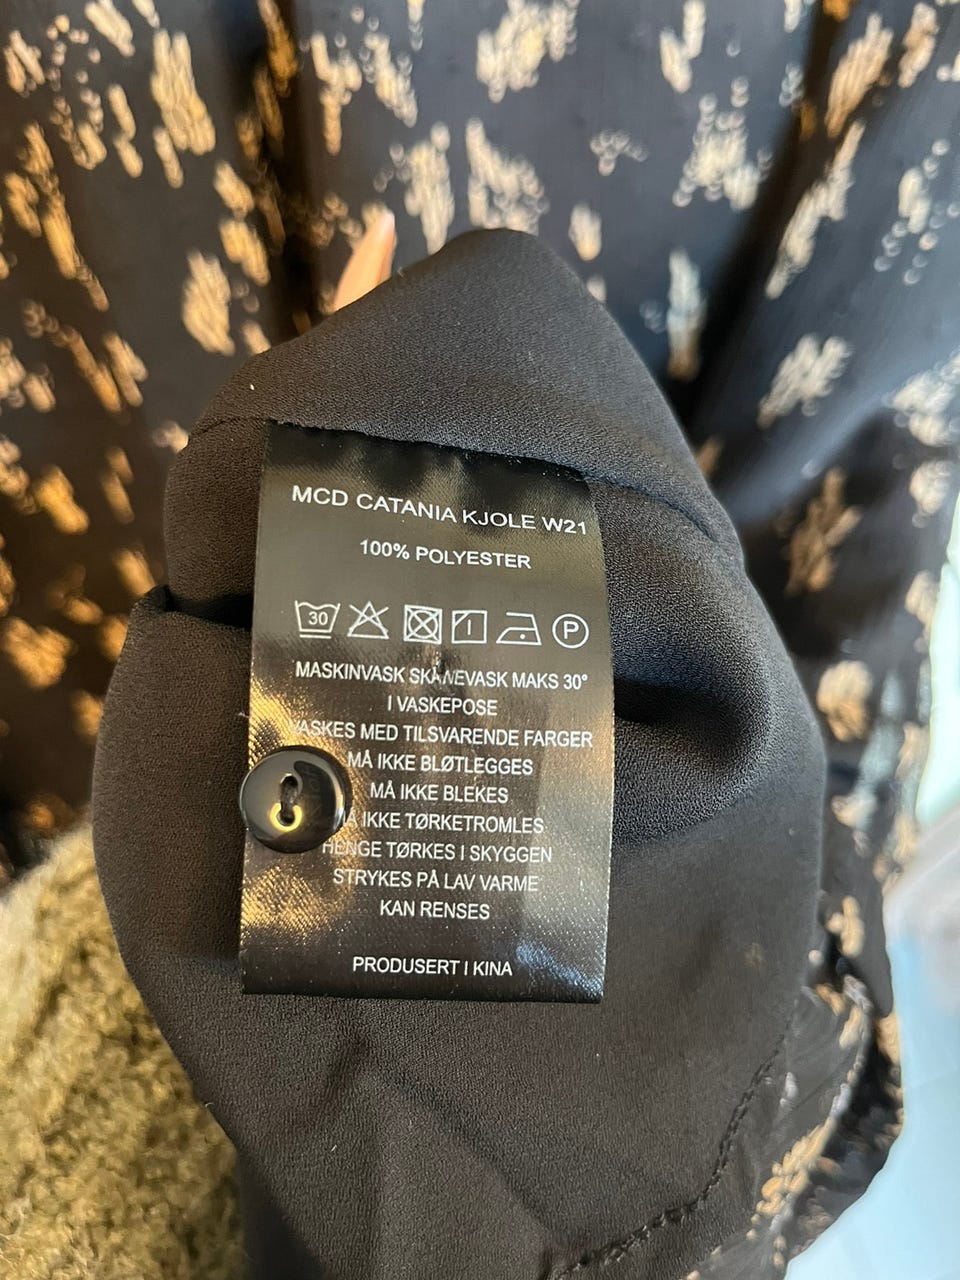 MCD CATANIA KJOLE W21
100% POLYESTER
30 P
MASKINVASK SKÅNEVASK MAKS 30°
I VASKEPOSE
VASKES MED TILSVARENDE FARGER
MÅ IKKE BLØTLEGGES
MÅ IKKE BLEKES
MÅ IKKE TØRKETROMLES
HENGE TØRKES I SKYGGEN
STRYKES PÅ LAV VARME
KAN RENSES
PRODUSERT I KINA